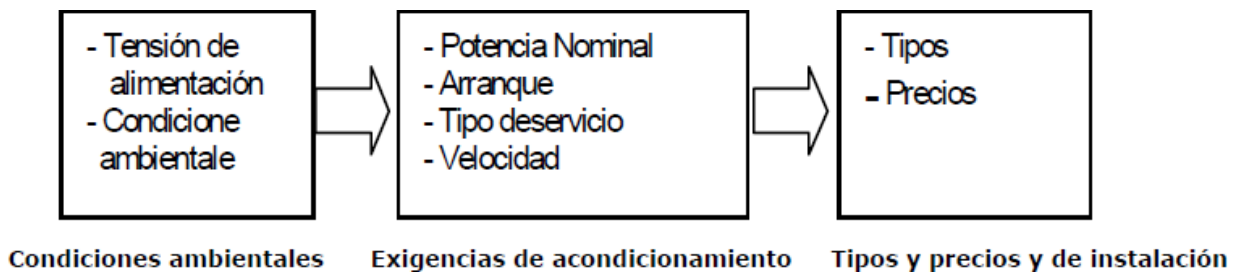 - Tensión de
alimentación
- Condicione
ambientale
- Potencia Nominal
- Arranque
- Tipo deservicio
- Velocidad
- Tipos
- Precios
Condiciones ambientales
Exigencias de acondicionamiento
Tipos y precios y de instalación